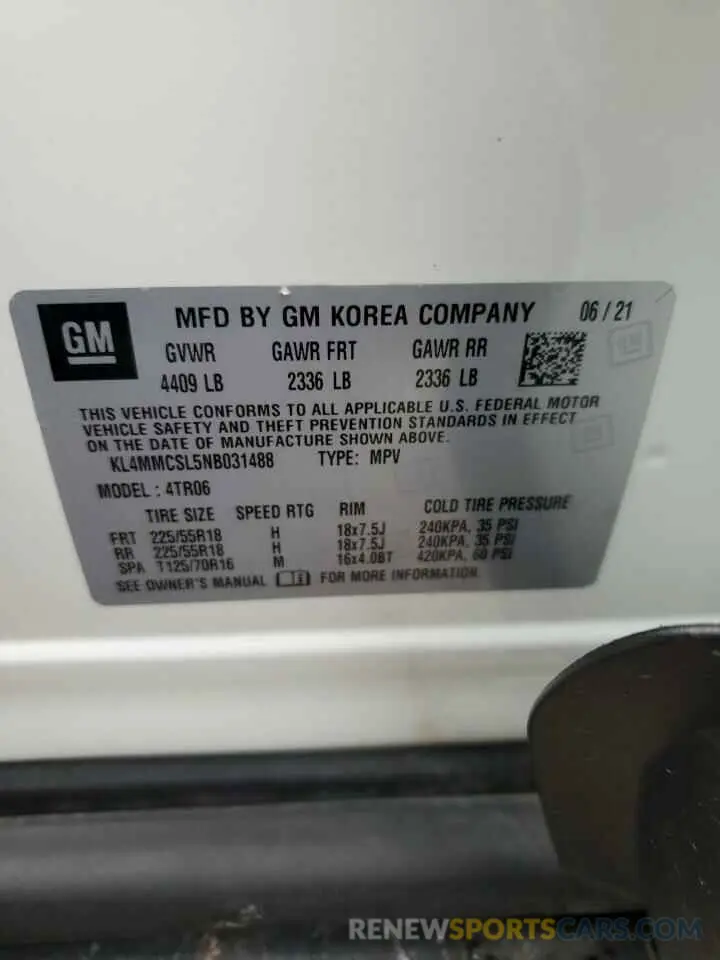 GM
MFD BY GM KOREA COMPANY 06/21
GVWR GAWR FRT GAWR RR
4409 LB 2336 LB 2336 LB
THIS VEHICLE CONFORMS TO ALL APPLICABLE U.S. FEDERAL MOTOR
VEHICLE SAFETY AND THEFT PREVENTION STANDARDS IN EFFECT
ON THE DATE OF MANUFACTURE SHOWN ABOVE.
KL4MMCSL5NB031488 TYPE: MPV
MODEL: 4TR06
TIRE SIZE SPEED RTG RIM COLD TIRE PRESSURE
FRT 225/55R18 H 18x7.5J 240KPA, 35 PSI
RR 225/55R18 H 18x7.5J 240KPA, 35 PSI
SPA T125/70R16 M 16x4.0BT 420KPA, 60 PSI
SEE OWNER'S MANUAL FOR MORE INFORMATION
RENEWSPORTSCARS.COM